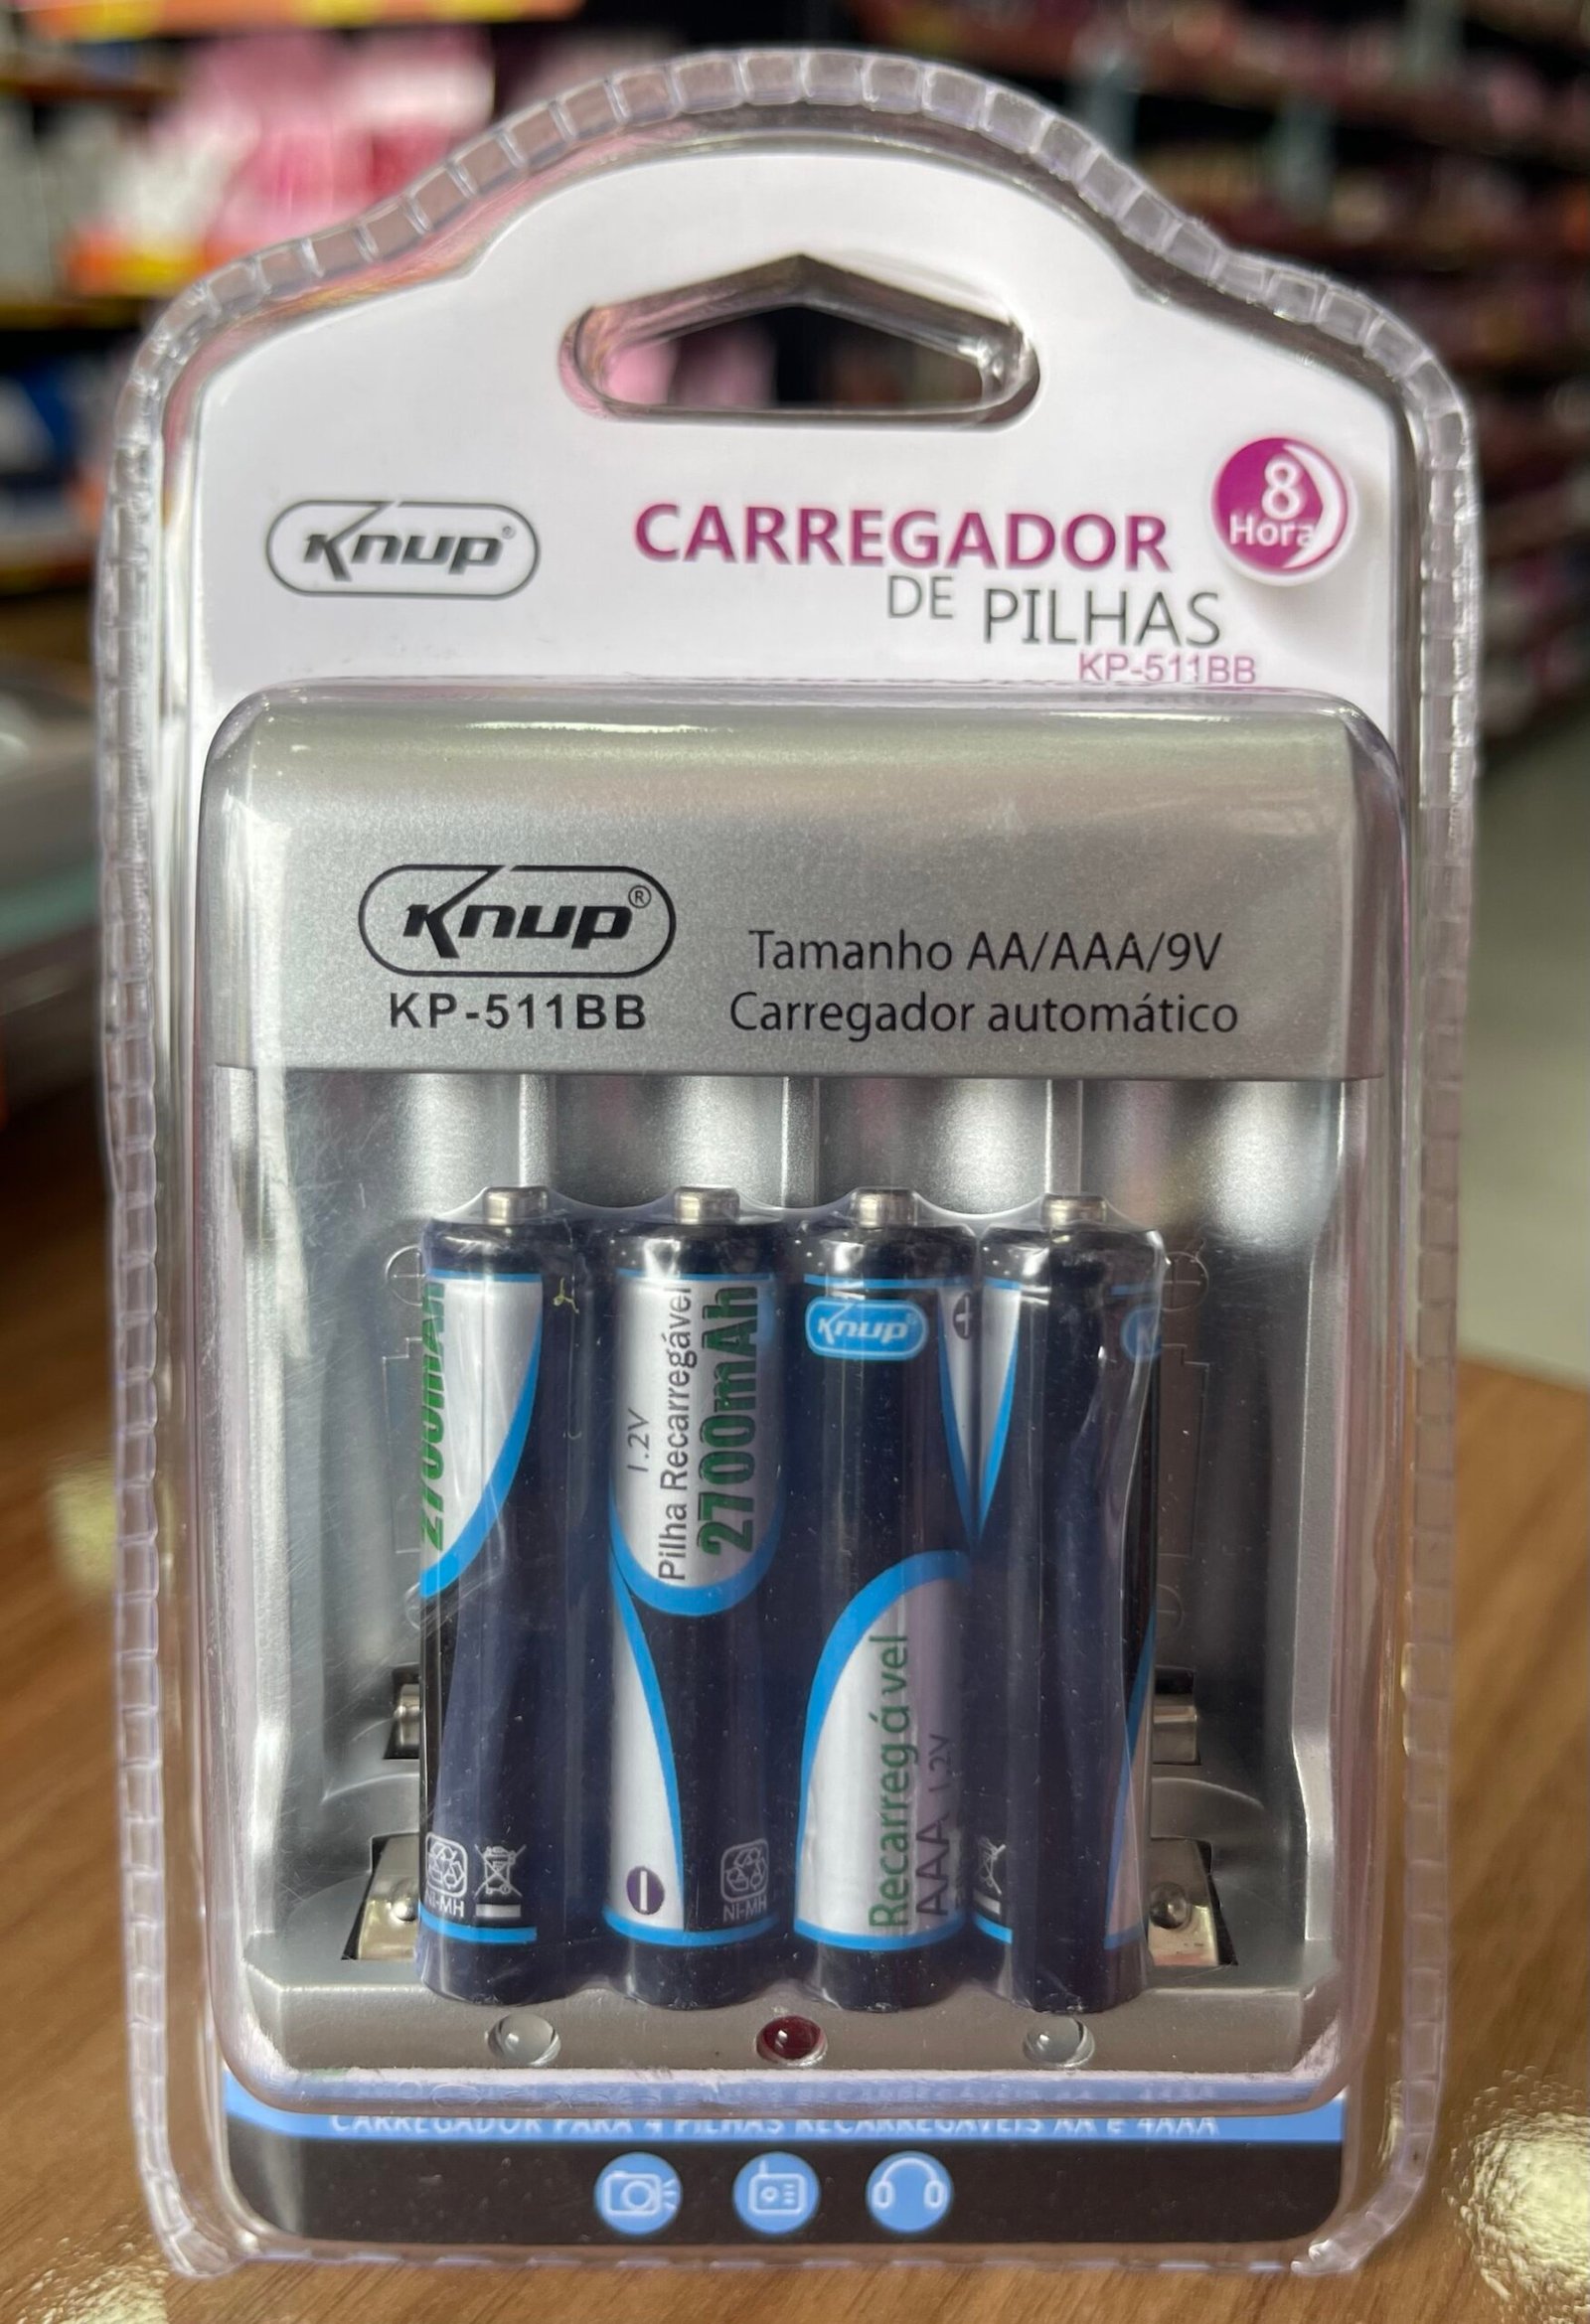 Knup®
CARREGADOR
DE PILHAS
KP-511BB
8
Hora
Knup®
KP-511BB
Tamanho AA/AAA/9V
Carregador automático
2700mAh
1.2V
Pilha Recarregável
2700mAh
Knup®
+
Recarregável
AAA 1.2V
NI-MH
NI-MH
CARREGADOR PARA 4 PILHAS RECARREGÁVEIS AA e 4AAA